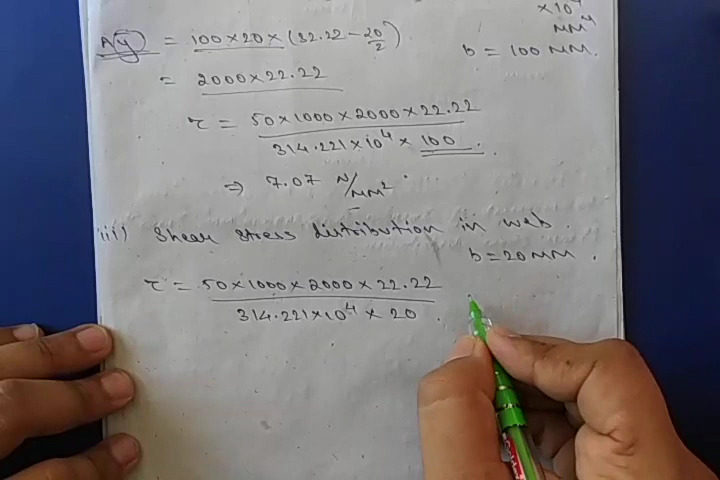 ×10⁴
mm⁴
A(ȳ) = 100×20×(32.22 − 20/2)
b = 100 mm.
= 2000×22.22
τ = 50×1000×2000×22.22
314.221×10⁴ × 100.
⇒ 7.07 N/mm².
iii) Shear stress distribution in web.
b = 20 mm.
τ = 50×1000×2000×22.22
314.221×10⁴ × 20.